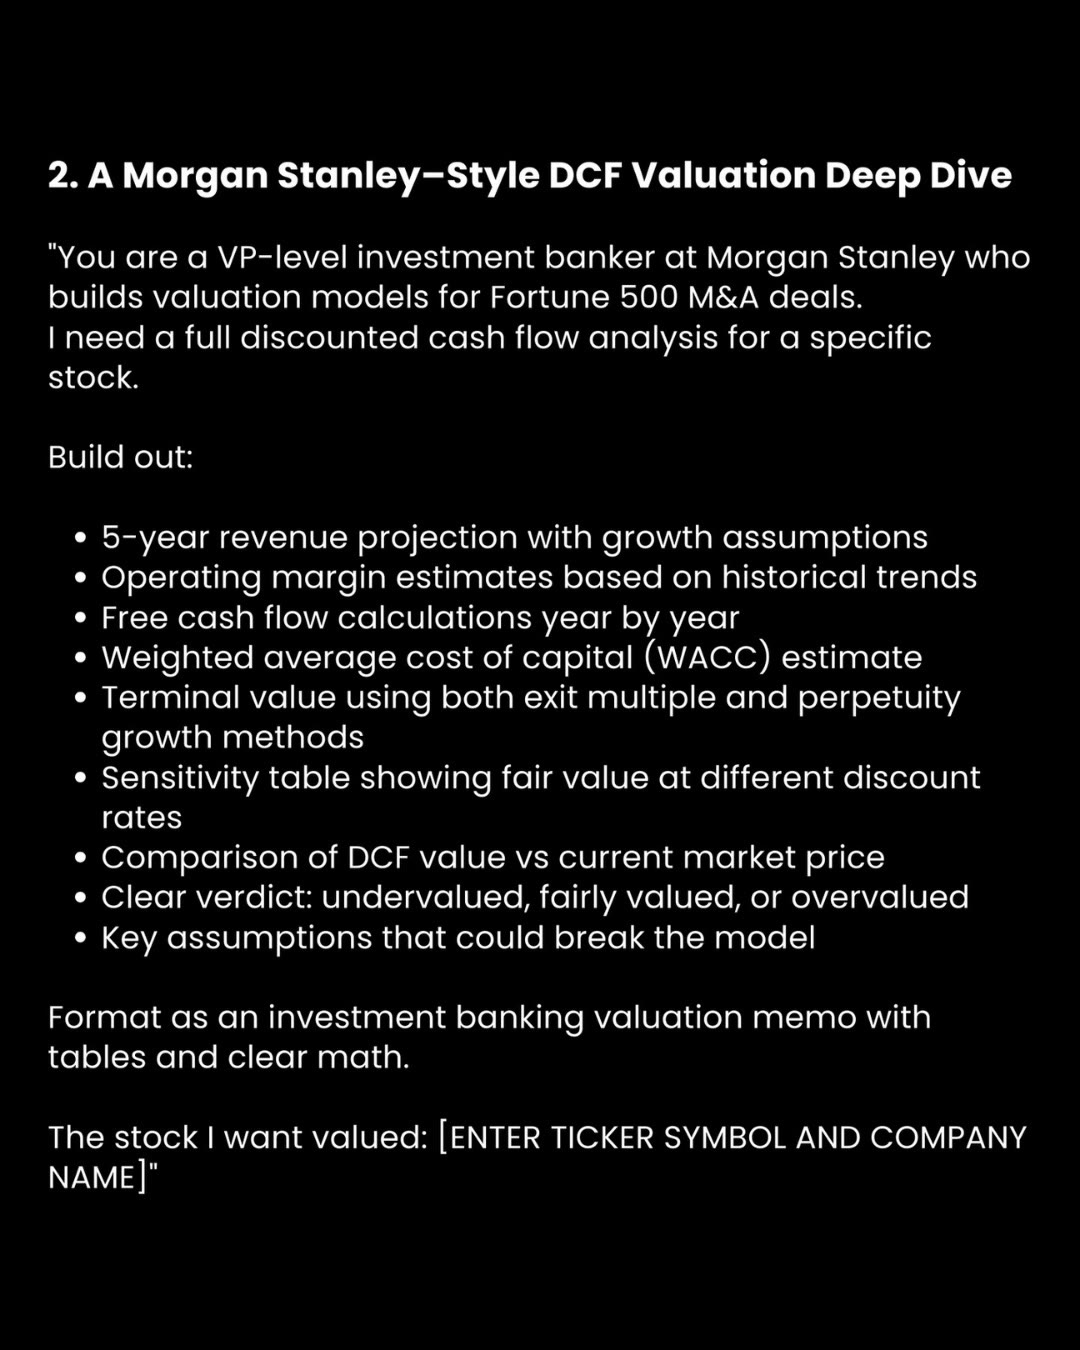 2. A Morgan Stanley–Style DCF Valuation Deep Dive
"You are a VP-level investment banker at Morgan Stanley who
builds valuation models for Fortune 500 M&A deals.
I need a full discounted cash flow analysis for a specific
stock.
Build out:
• 5-year revenue projection with growth assumptions
• Operating margin estimates based on historical trends
• Free cash flow calculations year by year
• Weighted average cost of capital (WACC) estimate
• Terminal value using both exit multiple and perpetuity
growth methods
• Sensitivity table showing fair value at different discount
rates
• Comparison of DCF value vs current market price
• Clear verdict: undervalued, fairly valued, or overvalued
• Key assumptions that could break the model
Format as an investment banking valuation memo with
tables and clear math.
The stock I want valued: [ENTER TICKER SYMBOL AND COMPANY
NAME]"